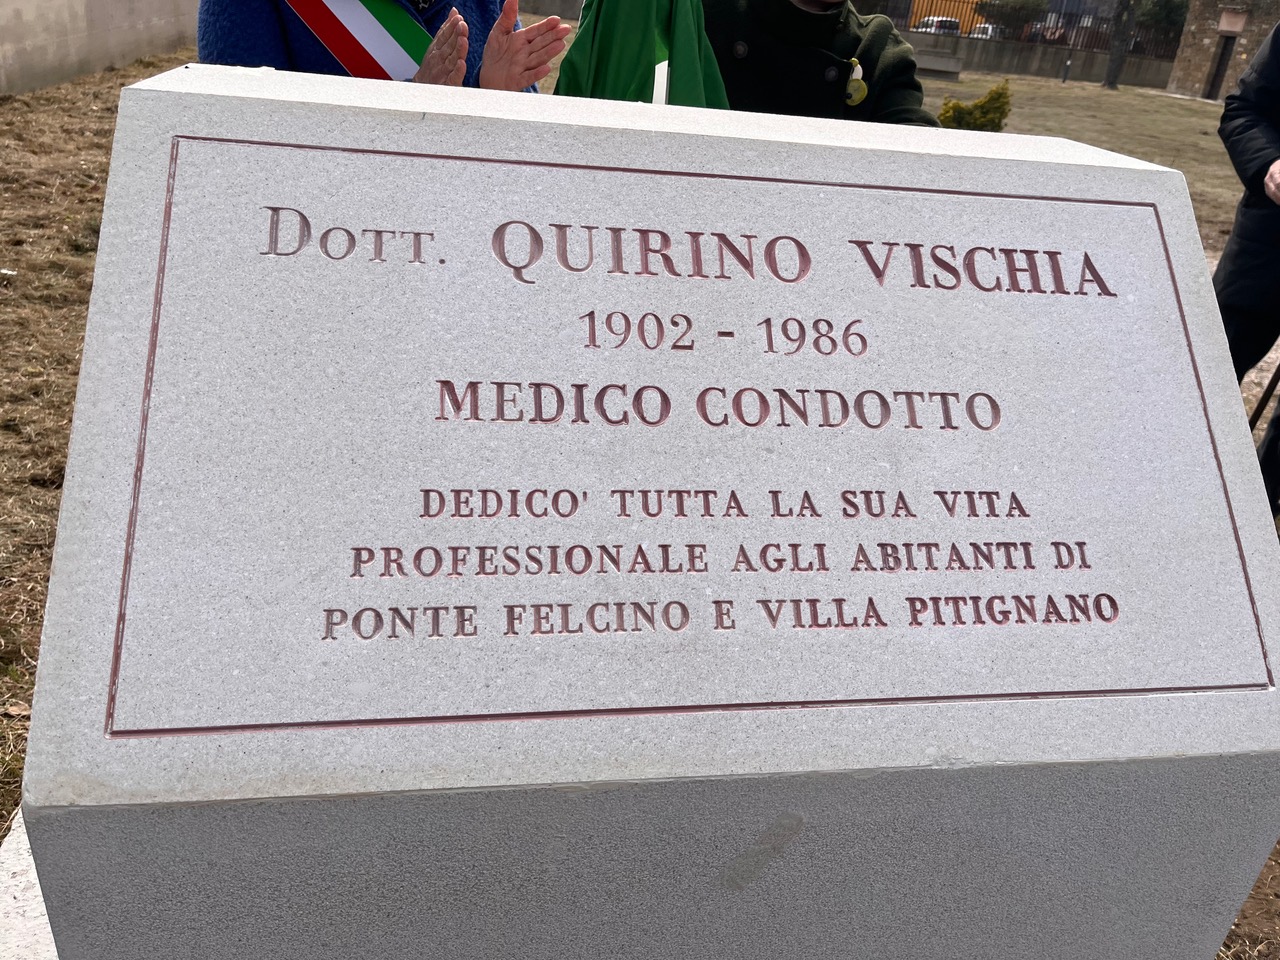 Dott. QUIRINO VISCHIA
1902 - 1986
MEDICO CONDOTTO
DEDICO' TUTTA LA SUA VITA
PROFESSIONALE AGLI ABITANTI DI
PONTE FELCINO E VILLA PITIGNANO